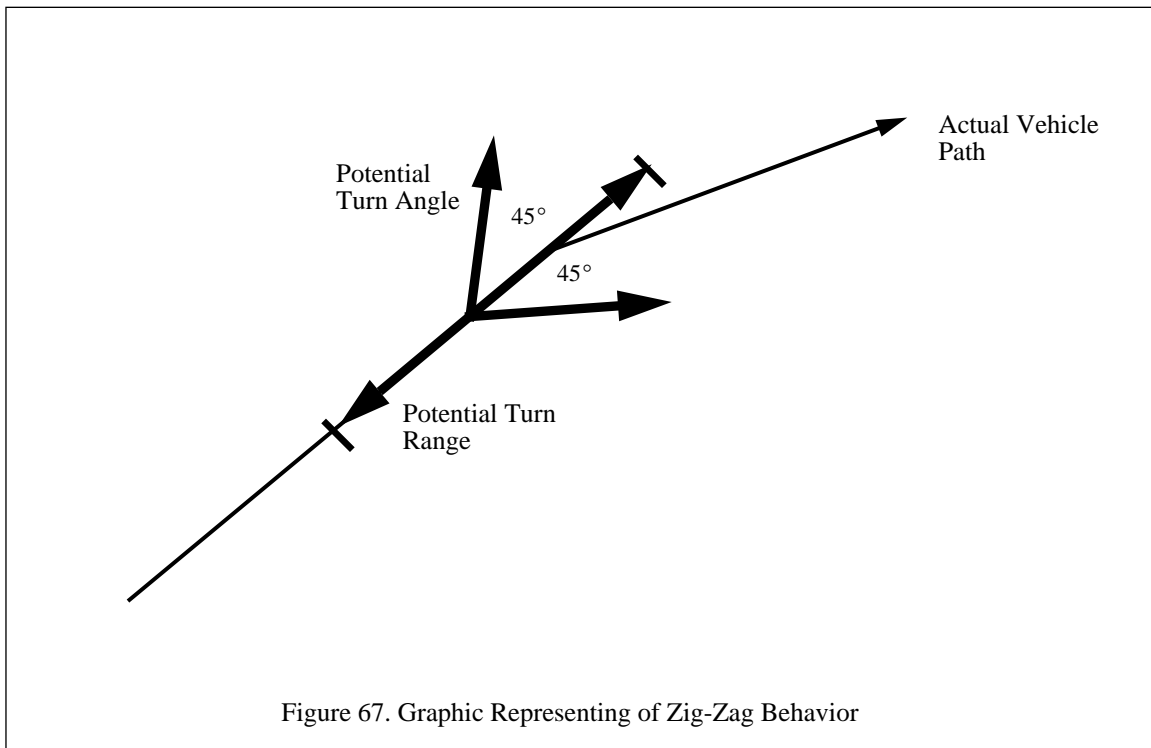 Potential
Turn Angle
45°
45°
Actual Vehicle
Path
Potential Turn
Range
Figure 67. Graphic Representing of Zig-Zag Behavior